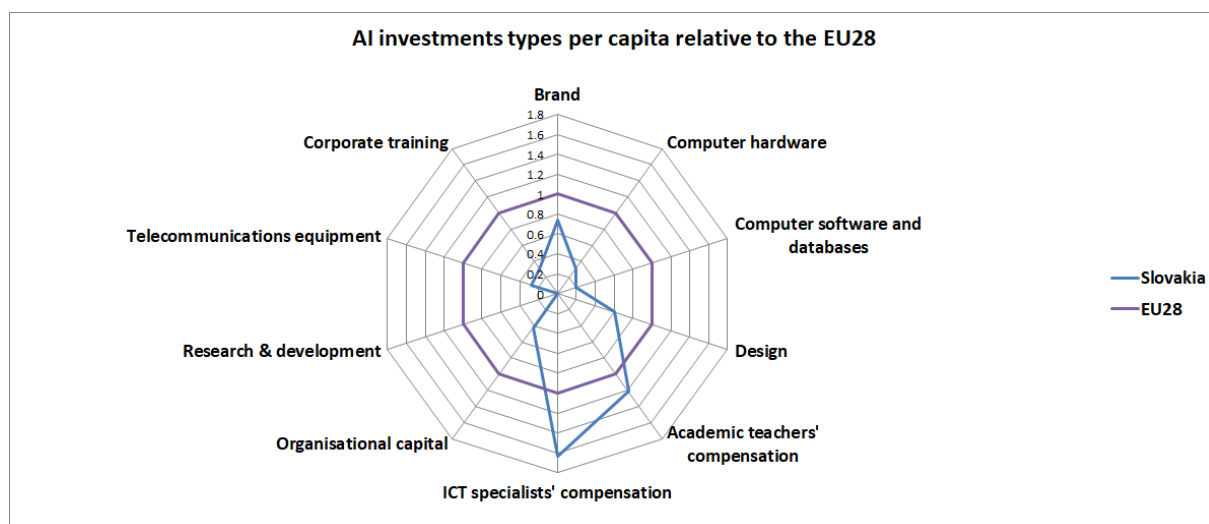 AI investments types per capita relative to the EU28
Brand
1.8
1.6
1.4
1.2
1
0.8
0.6
0.4
0.2
0
Computer hardware
Computer software and
databases
Design
Academic teachers'
compensation
ICT specialists' compensation
Organisational capital
Research & development
Telecommunications equipment
Corporate training
Slovakia
EU28